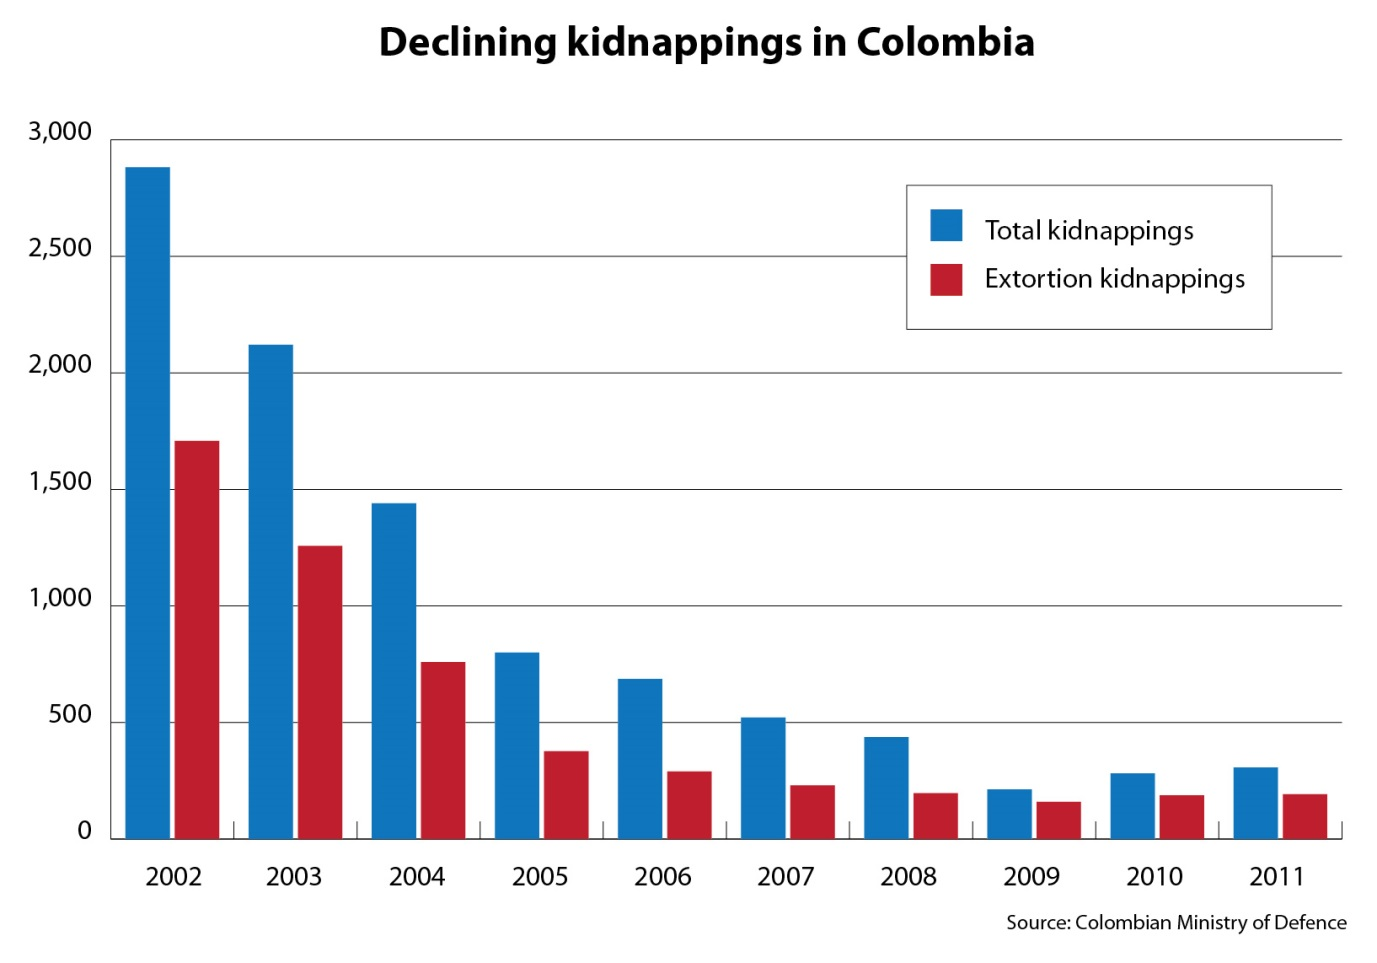 Declining kidnappings in Colombia
3,000
2,500
2,000
1,500
1,000
500
0
Total kidnappings
Extortion kidnappings
2002 2003 2004 2005 2006 2007 2008 2009 2010 2011
Source: Colombian Ministry of Defence